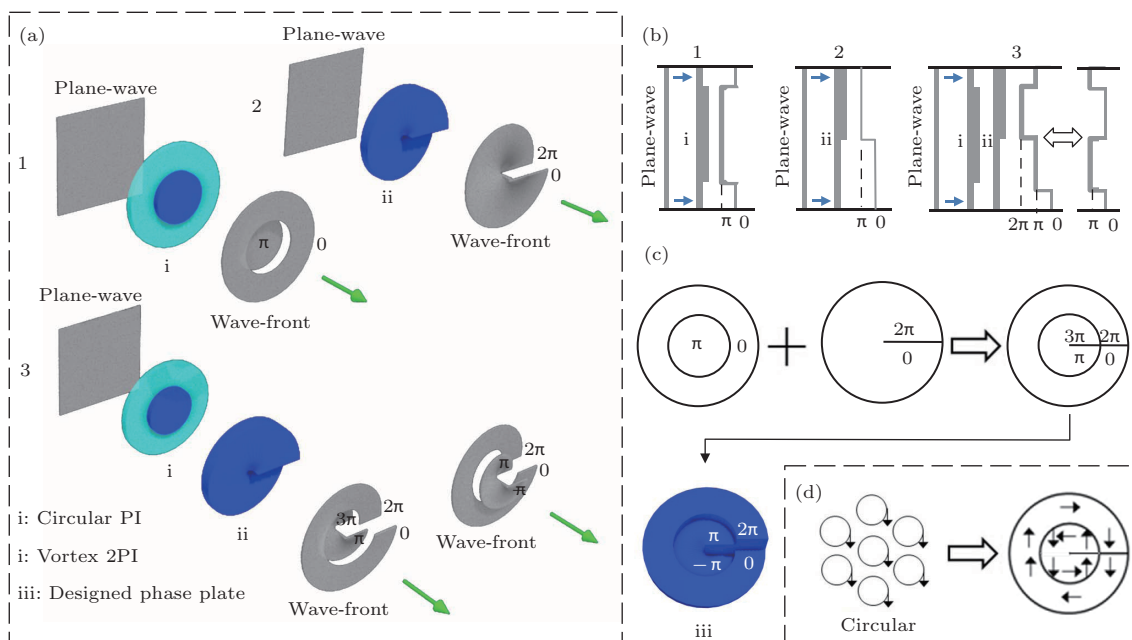 (a)
Plane-wave
2
2π
0
ii
Wave-front
Plane-wave
1
i
π
0
Wave-front
Plane-wave
3
i
ii
3π
2π
π
0
Wave-front
π
2π
0
-π
Wave-front
i: Circular PI
i: Vortex 2PI
iii: Designed phase plate
(b)
1
2
3
Plane-wave
i
π 0
Plane-wave
ii
π 0
Plane-wave
i
ii
2π π 0
π 0
(c)
π
0
2π
0
3π 2π
π 0
π 2π
-π 0
iii
(d)
Circular